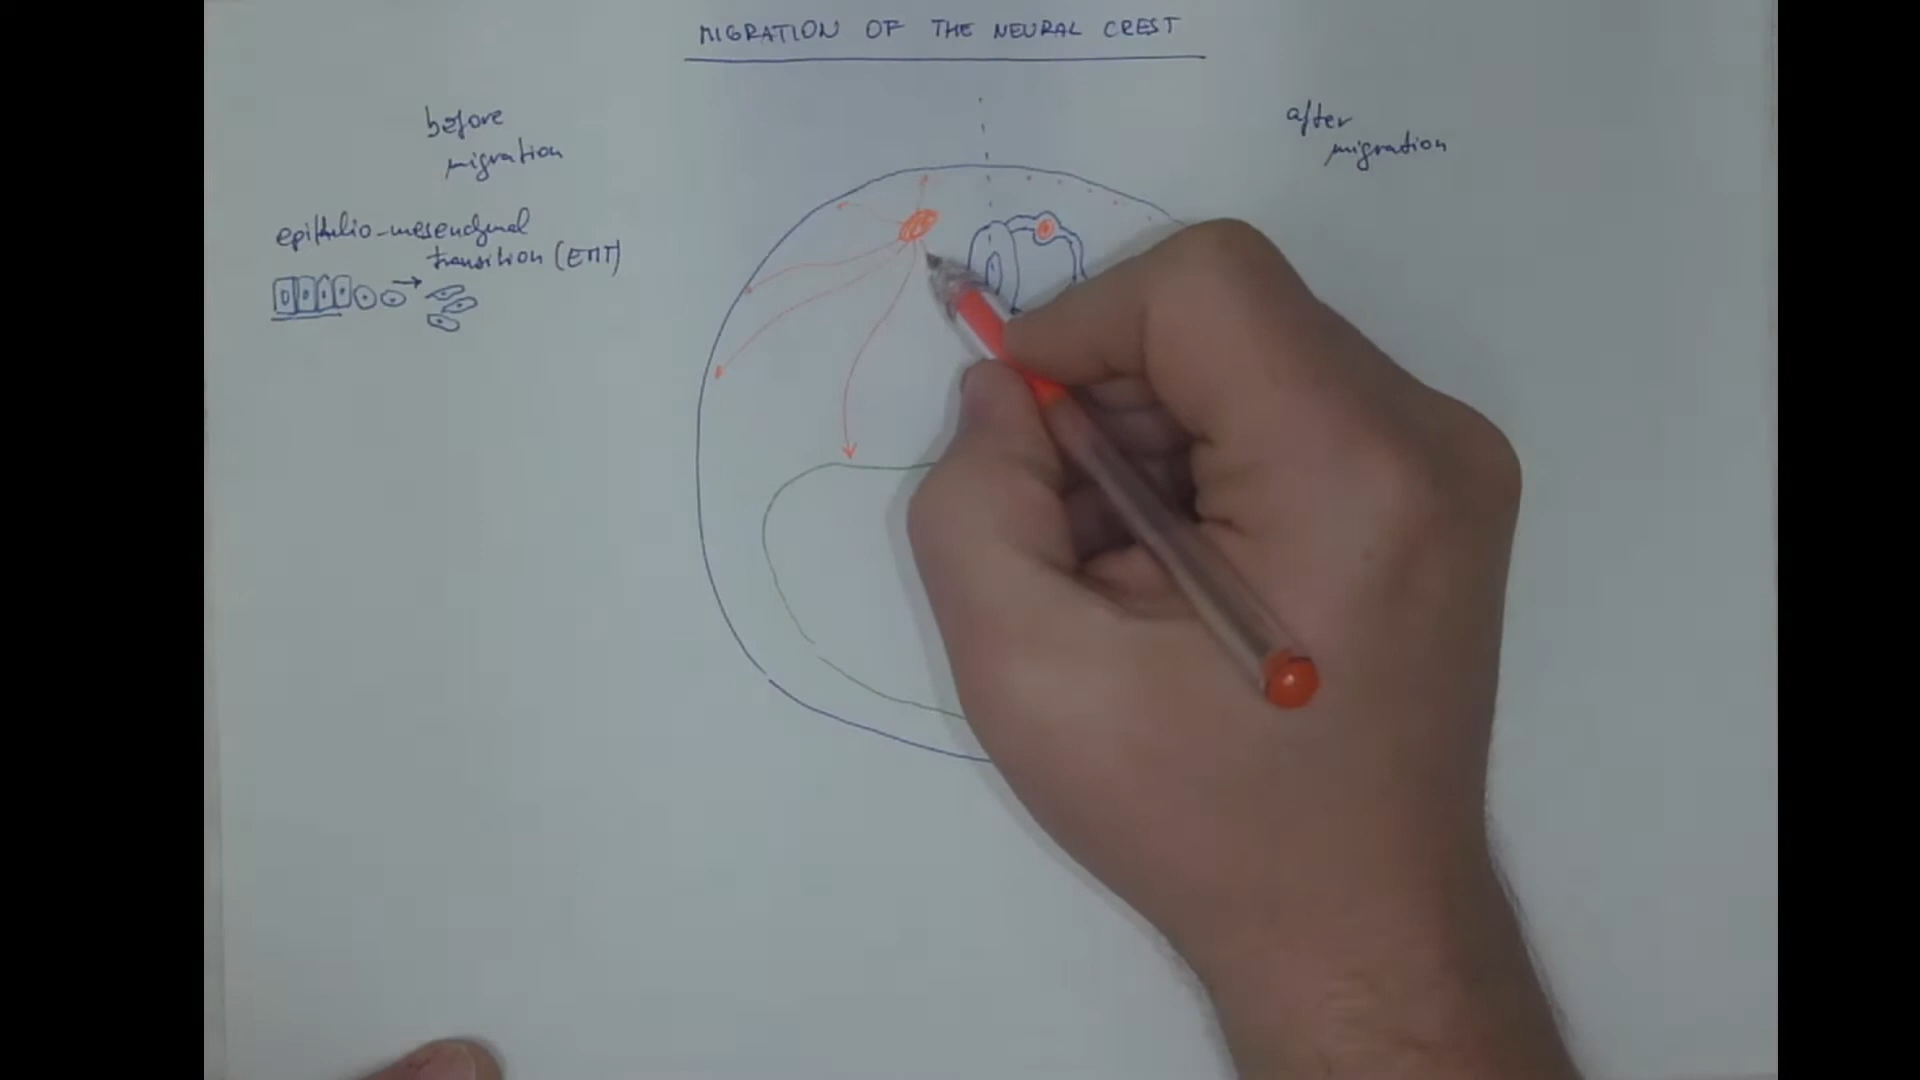 MIGRATION OF THE NEURAL CREST
before
migration
after
migration
epithelio-mesenchymal
transition (EMT)